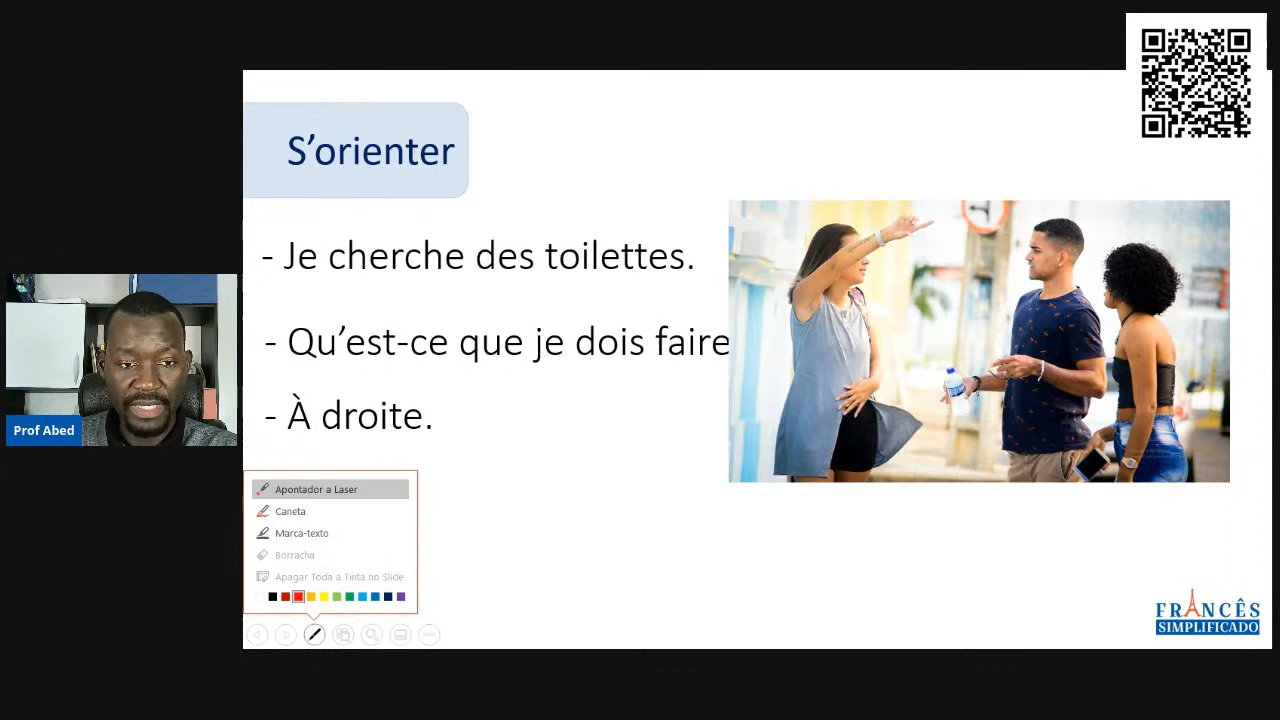 S'orienter
- Je cherche des toilettes.
- Qu'est-ce que je dois faire
- À droite.
Prof Abed
Apontador a Laser
Caneta
Marca-texto
Borracha
Apagar Toda a Tinta no Slide
FRANCÊS
SIMPLIFICADO